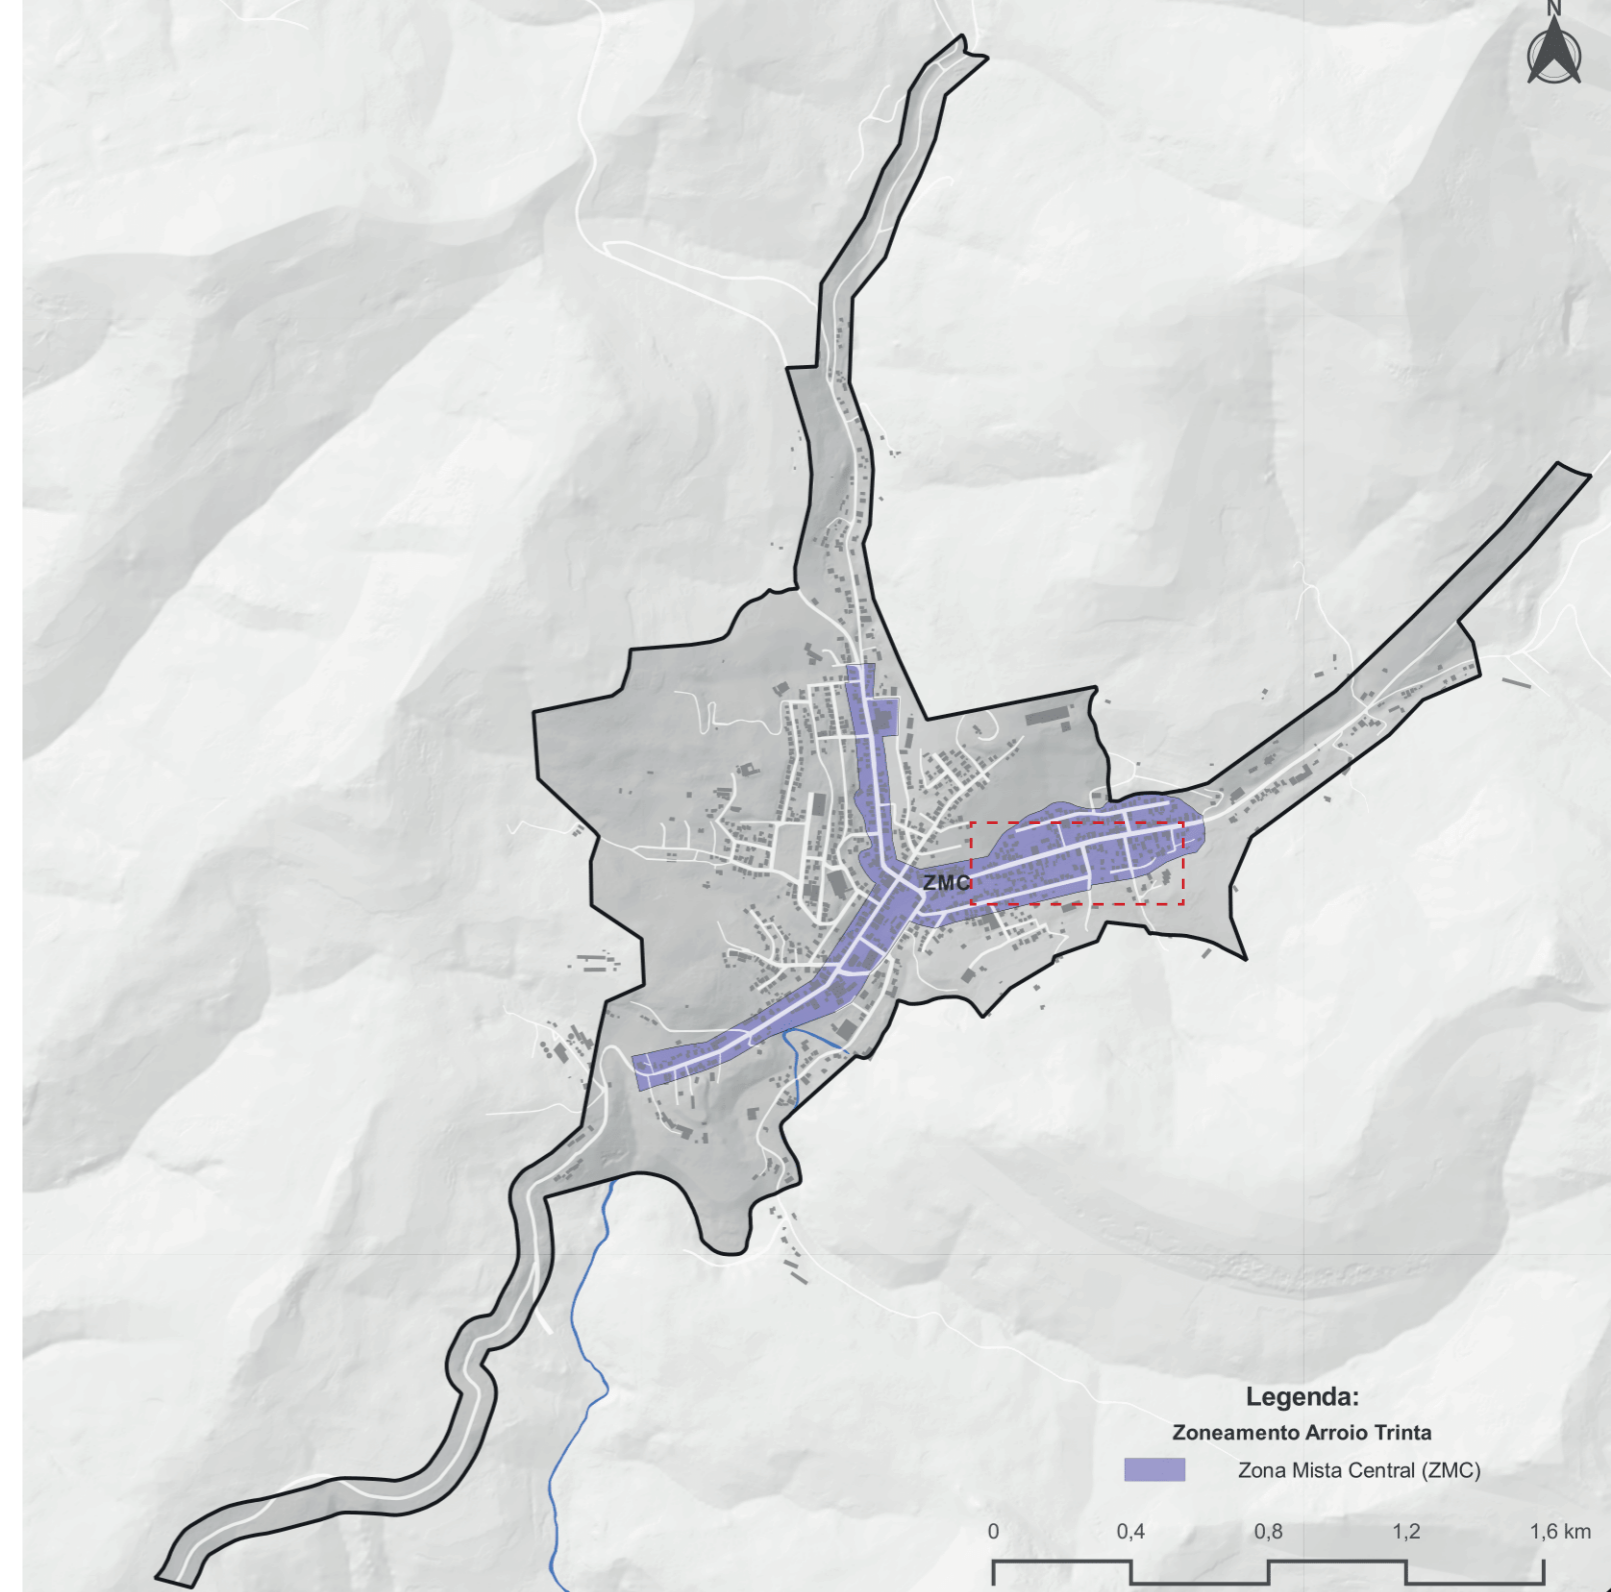 N
ZMC
Legenda:
Zoneamento Arroio Trinta
Zona Mista Central (ZMC)
0 0,4 0,8 1,2 1,6 km